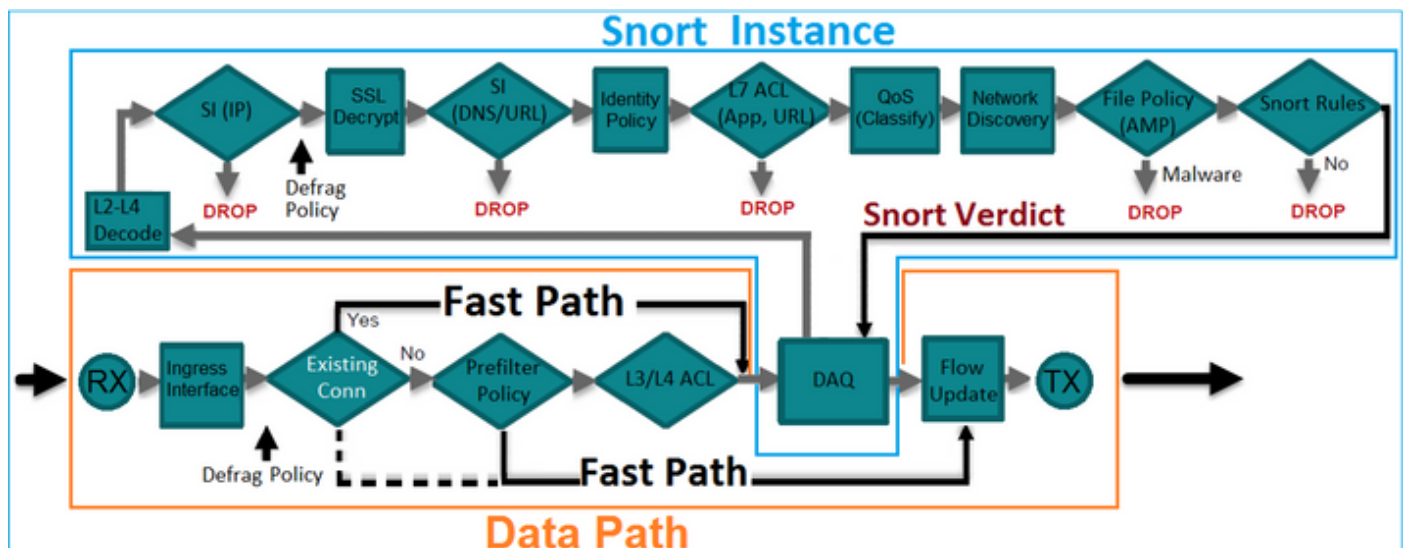 Snort Instance
SI (IP)
SSL
Decrypt
SI
(DNS/URL)
Identity
Policy
L7 ACL
(App, URL)
QoS
(Classify)
Network
Discovery
File Policy
(AMP)
Snort Rules
Defrag
Policy
Malware
No
L2-L4
Decode
DROP
DROP
DROP
DROP
DROP
Snort Verdict
Fast Path
Yes
RX
Ingress
Interface
Existing
Conn
No
Prefilter
Policy
L3/L4 ACL
DAQ
Flow
Update
TX
Defrag Policy
Fast Path
Data Path